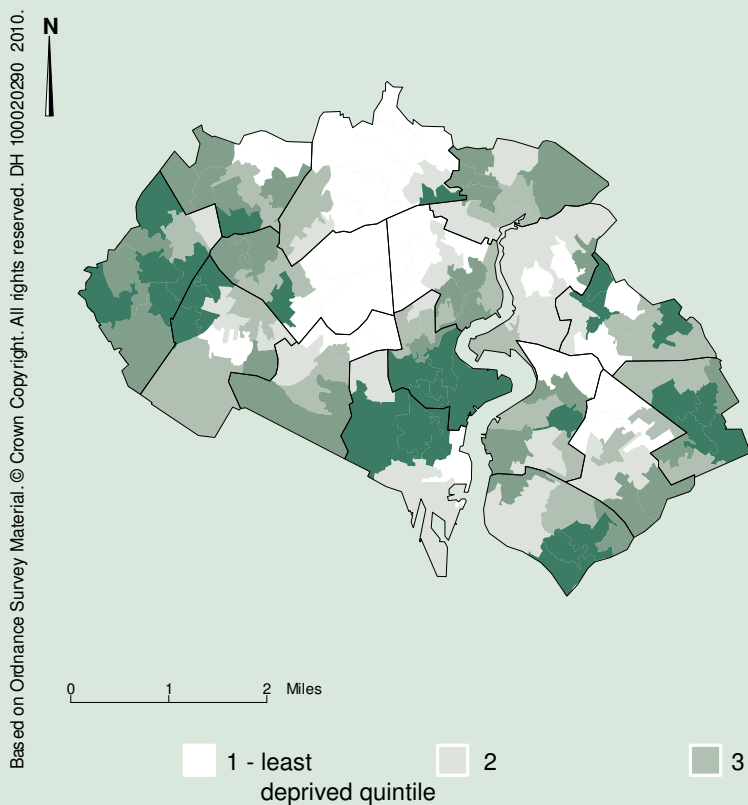 Based on Ordnance Survey Material. © Crown Copyright. All rights reserved. DH 100020290 2010.
N
0 1 2 Miles
1 - least
deprived quintile
2
3